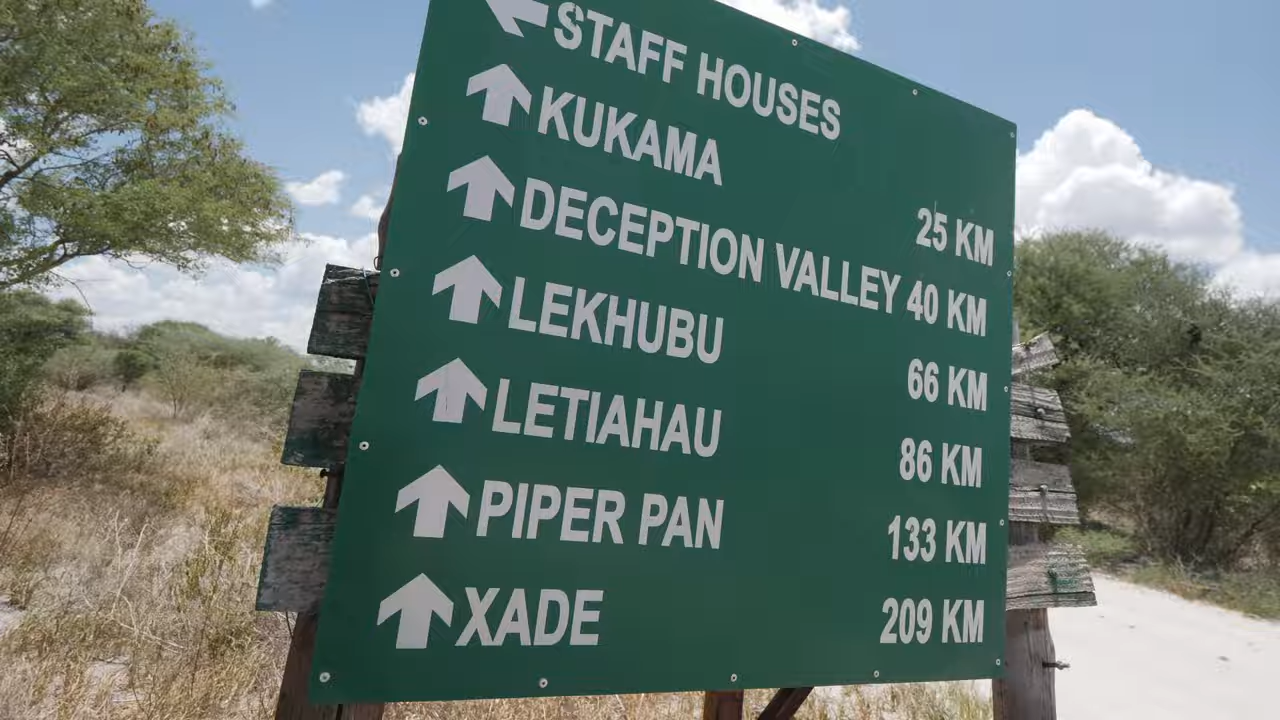 STAFF HOUSES
KUKAMA 25 KM
DECEPTION VALLEY 40 KM
LEKHUBU 66 KM
LETIAHAU 86 KM
PIPER PAN 133 KM
XADE 209 KM